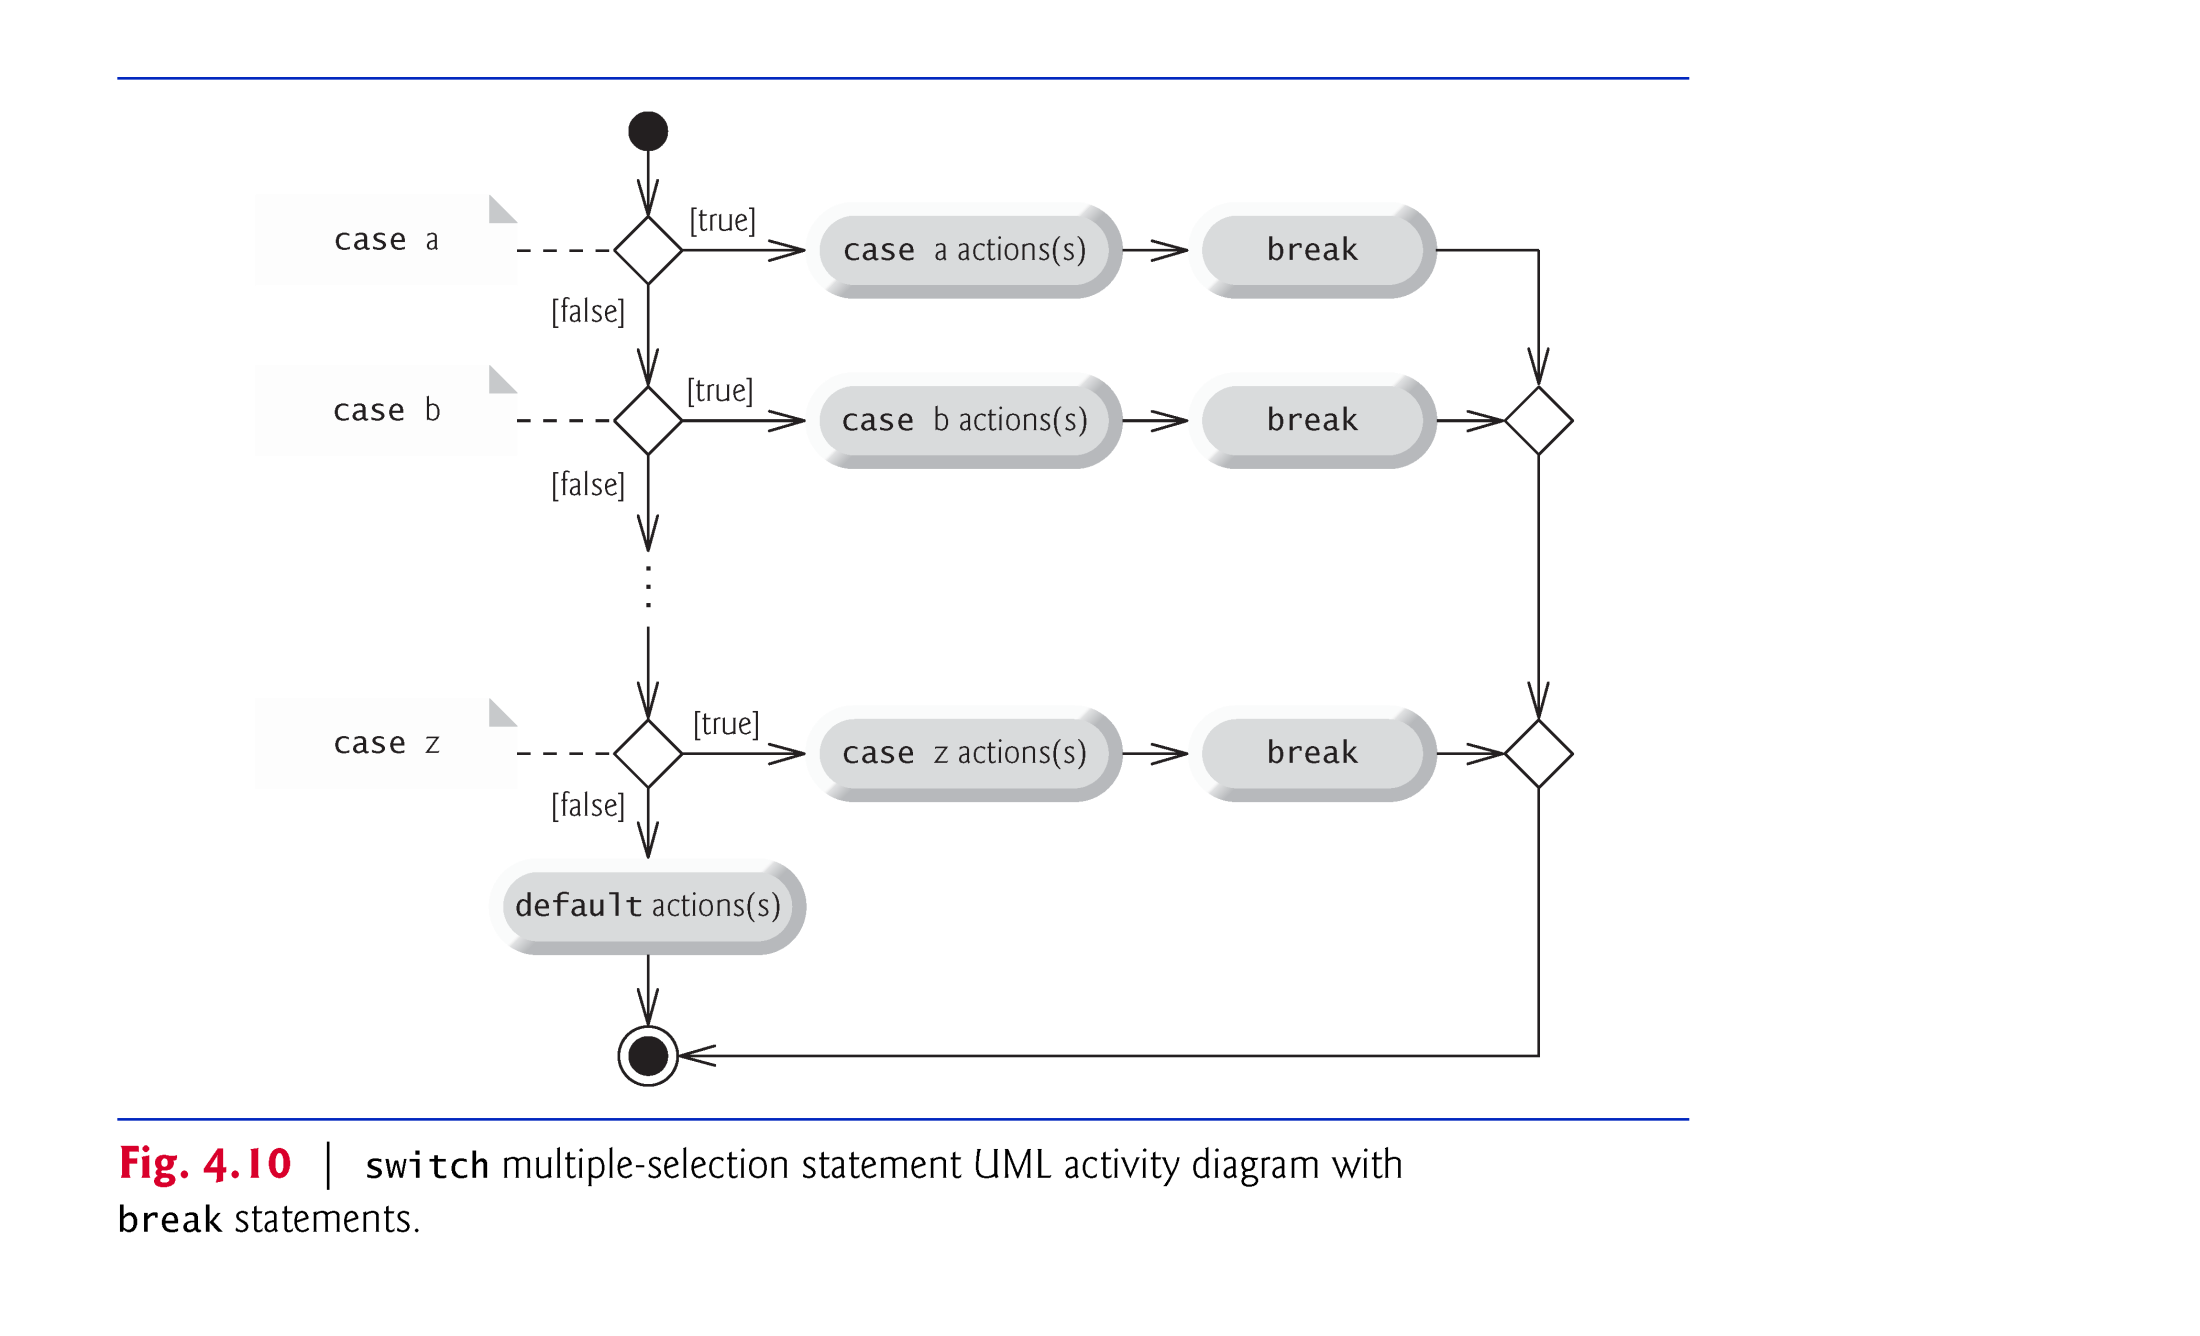 [true]
case a
case a actions(s)
break
[false]
[true]
case b
case b actions(s)
break
[false]
[true]
case z
case z actions(s)
break
[false]
default actions(s)
Fig. 4.10 | switch multiple-selection statement UML activity diagram with
break statements.